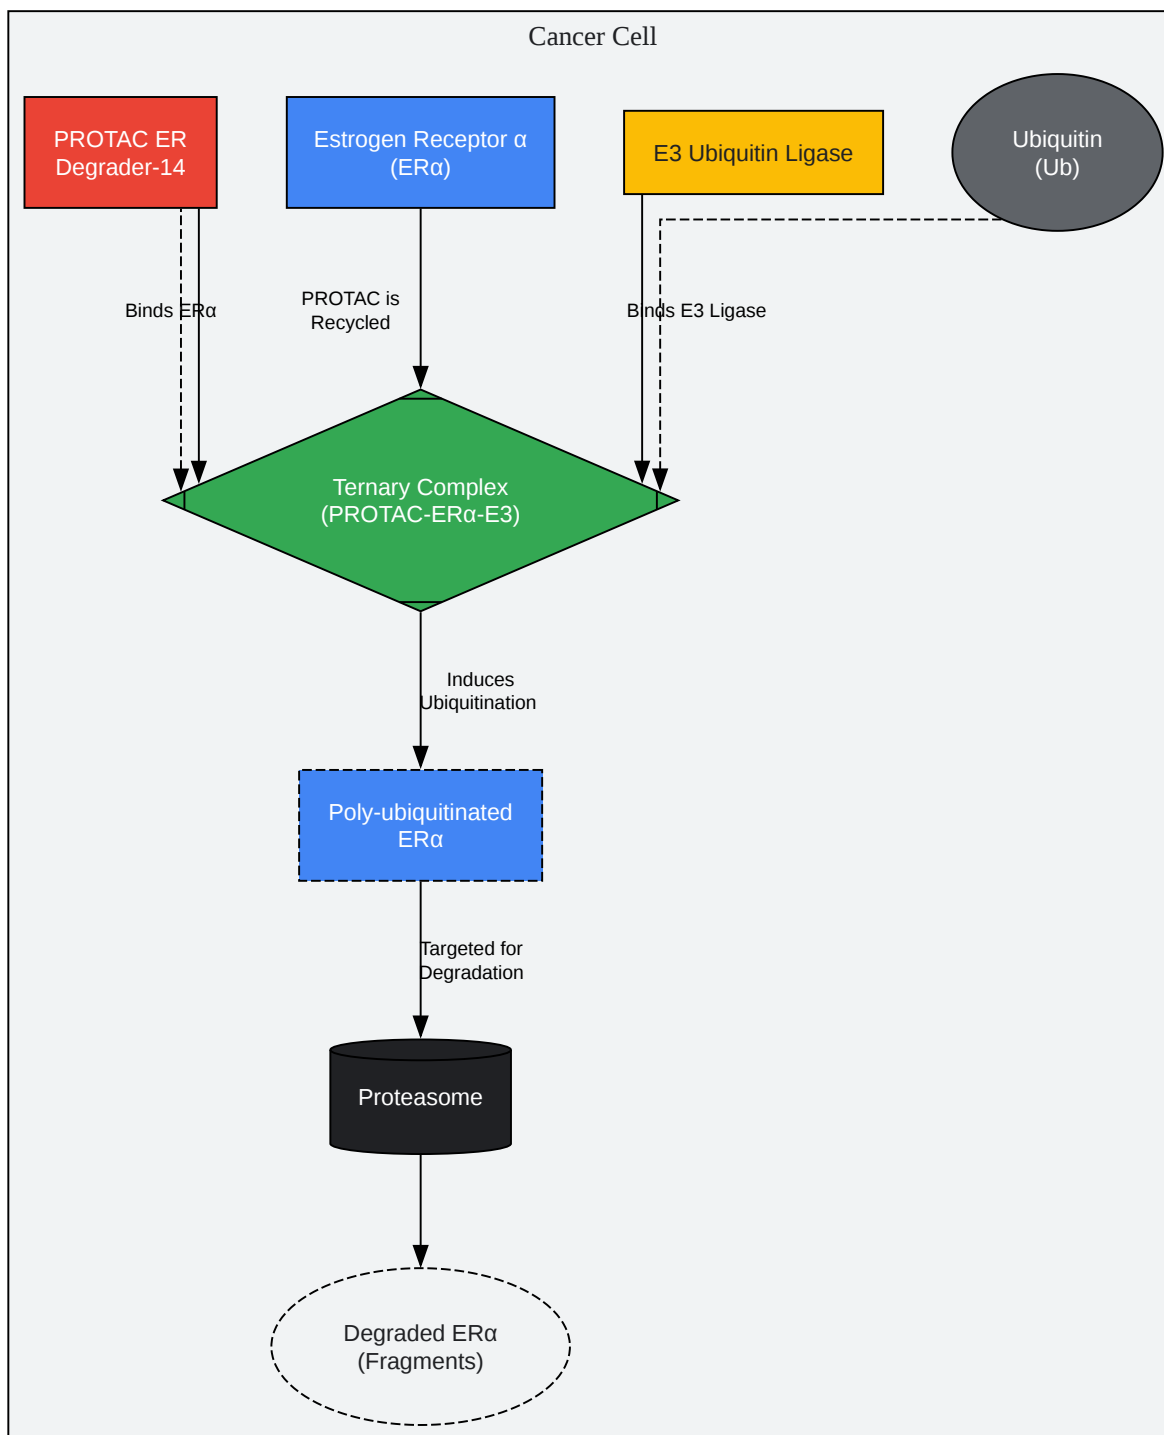 Cancer Cell
PROTAC ER
Degrader-14
Estrogen Receptor α
(ERα)
E3 Ubiquitin Ligase
Ubiquitin
(Ub)
Binds ERα
PROTAC is
Recycled
Binds E3 Ligase
Ternary Complex
(PROTAC-ERα-E3)
Induces
Ubiquitination
Poly-ubiquitinated
ERα
Targeted for
Degradation
Proteasome
Degraded ERα
(Fragments)